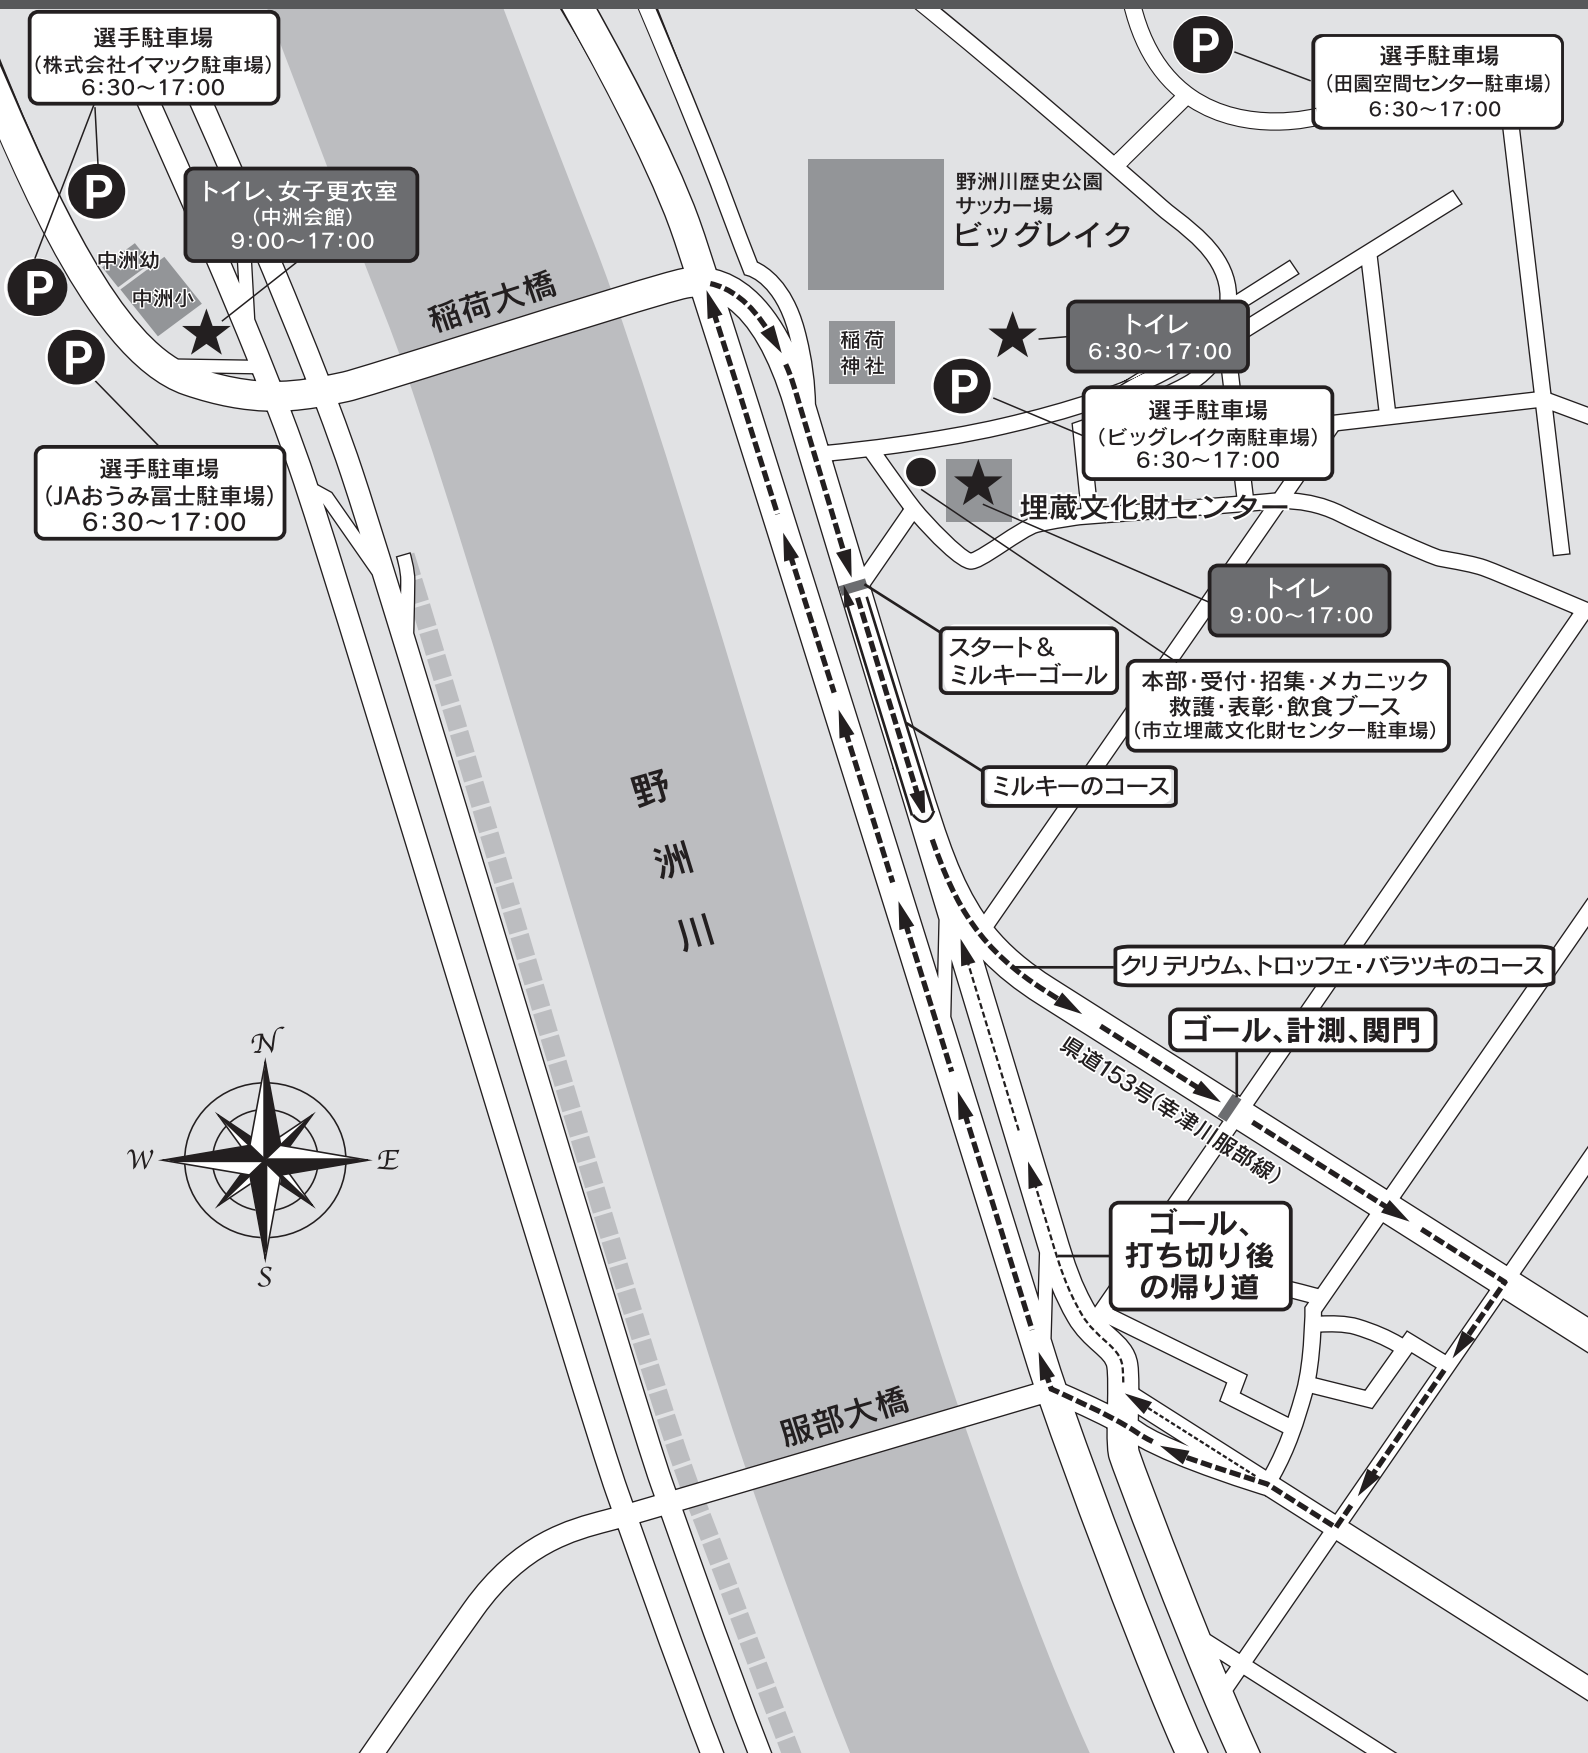 選手駐車場
(株式会社イマック駐車場)
6:30～17:00
P
トイレ、女子更衣室
(中洲会館)
9:00～17:00
中洲幼
中洲小
P
P
選手駐車場
(JAおうみ冨士駐車場)
6:30～17:00
稲荷大橋
P
選手駐車場
(田園空間センター駐車場)
6:30～17:00
野洲川歴史公園
サッカー場
ビッグレイク
稲荷
神社
トイレ
6:30～17:00
P
選手駐車場
(ビッグレイク南駐車場)
6:30～17:00
埋蔵文化財センター
トイレ
9:00～17:00
スタート&
ミルキーゴール
本部・受付・招集・メカニック
救護・表彰・飲食ブース
(市立埋蔵文化財センター駐車場)
ミルキーのコース
野
洲
川
クリテリウム、トロッフェ・バラツキのコース
ゴール、計測、関門
県道153号(幸津川服部線)
ゴール、
打ち切り後
の帰り道
N
W
E
S
服部大橋